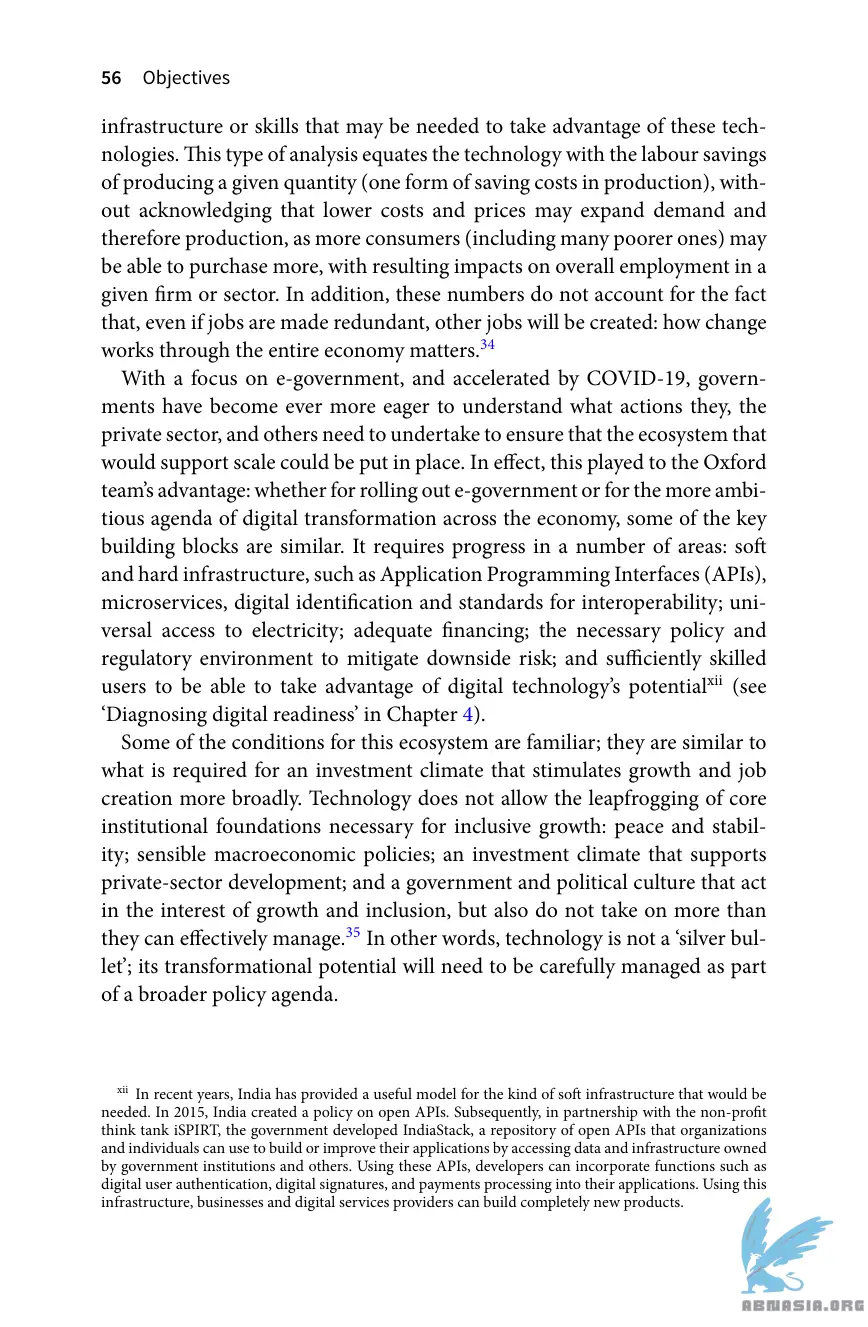 56 Objectives
infrastructure or skills that may be needed to take advantage of these tech-
nologies. This type of analysis equates the technology with the labour savings
of producing a given quantity (one form of saving costs in production), with-
out acknowledging that lower costs and prices may expand demand and
therefore production, as more consumers (including many poorer ones) may
be able to purchase more, with resulting impacts on overall employment in a
given firm or sector. In addition, these numbers do not account for the fact
that, even if jobs are made redundant, other jobs will be created: how change
works through the entire economy matters.34
With a focus on e-government, and accelerated by COVID-19, govern-
ments have become ever more eager to understand what actions they, the
private sector, and others need to undertake to ensure that the ecosystem that
would support scale could be put in place. In effect, this played to the Oxford
team’s advantage: whether for rolling out e-government or for the more ambi-
tious agenda of digital transformation across the economy, some of the key
building blocks are similar. It requires progress in a number of areas: soft
and hard infrastructure, such as Application Programming Interfaces (APIs),
microservices, digital identification and standards for interoperability; uni-
versal access to electricity; adequate financing; the necessary policy and
regulatory environment to mitigate downside risk; and sufficiently skilled
users to be able to take advantage of digital technology’s potentialxii (see
‘Diagnosing digital readiness’ in Chapter 4).
Some of the conditions for this ecosystem are familiar; they are similar to
what is required for an investment climate that stimulates growth and job
creation more broadly. Technology does not allow the leapfrogging of core
institutional foundations necessary for inclusive growth: peace and stabil-
ity; sensible macroeconomic policies; an investment climate that supports
private-sector development; and a government and political culture that act
in the interest of growth and inclusion, but also do not take on more than
they can effectively manage.35 In other words, technology is not a ‘silver bul-
let’; its transformational potential will need to be carefully managed as part
of a broader policy agenda.
xii In recent years, India has provided a useful model for the kind of soft infrastructure that would be
needed. In 2015, India created a policy on open APIs. Subsequently, in partnership with the non-profit
think tank iSPIRT, the government developed IndiaStack, a repository of open APIs that organizations
and individuals can use to build or improve their applications by accessing data and infrastructure owned
by government institutions and others. Using these APIs, developers can incorporate functions such as
digital user authentication, digital signatures, and payments processing into their applications. Using this
infrastructure, businesses and digital services providers can build completely new products.
ABNASIA.ORG